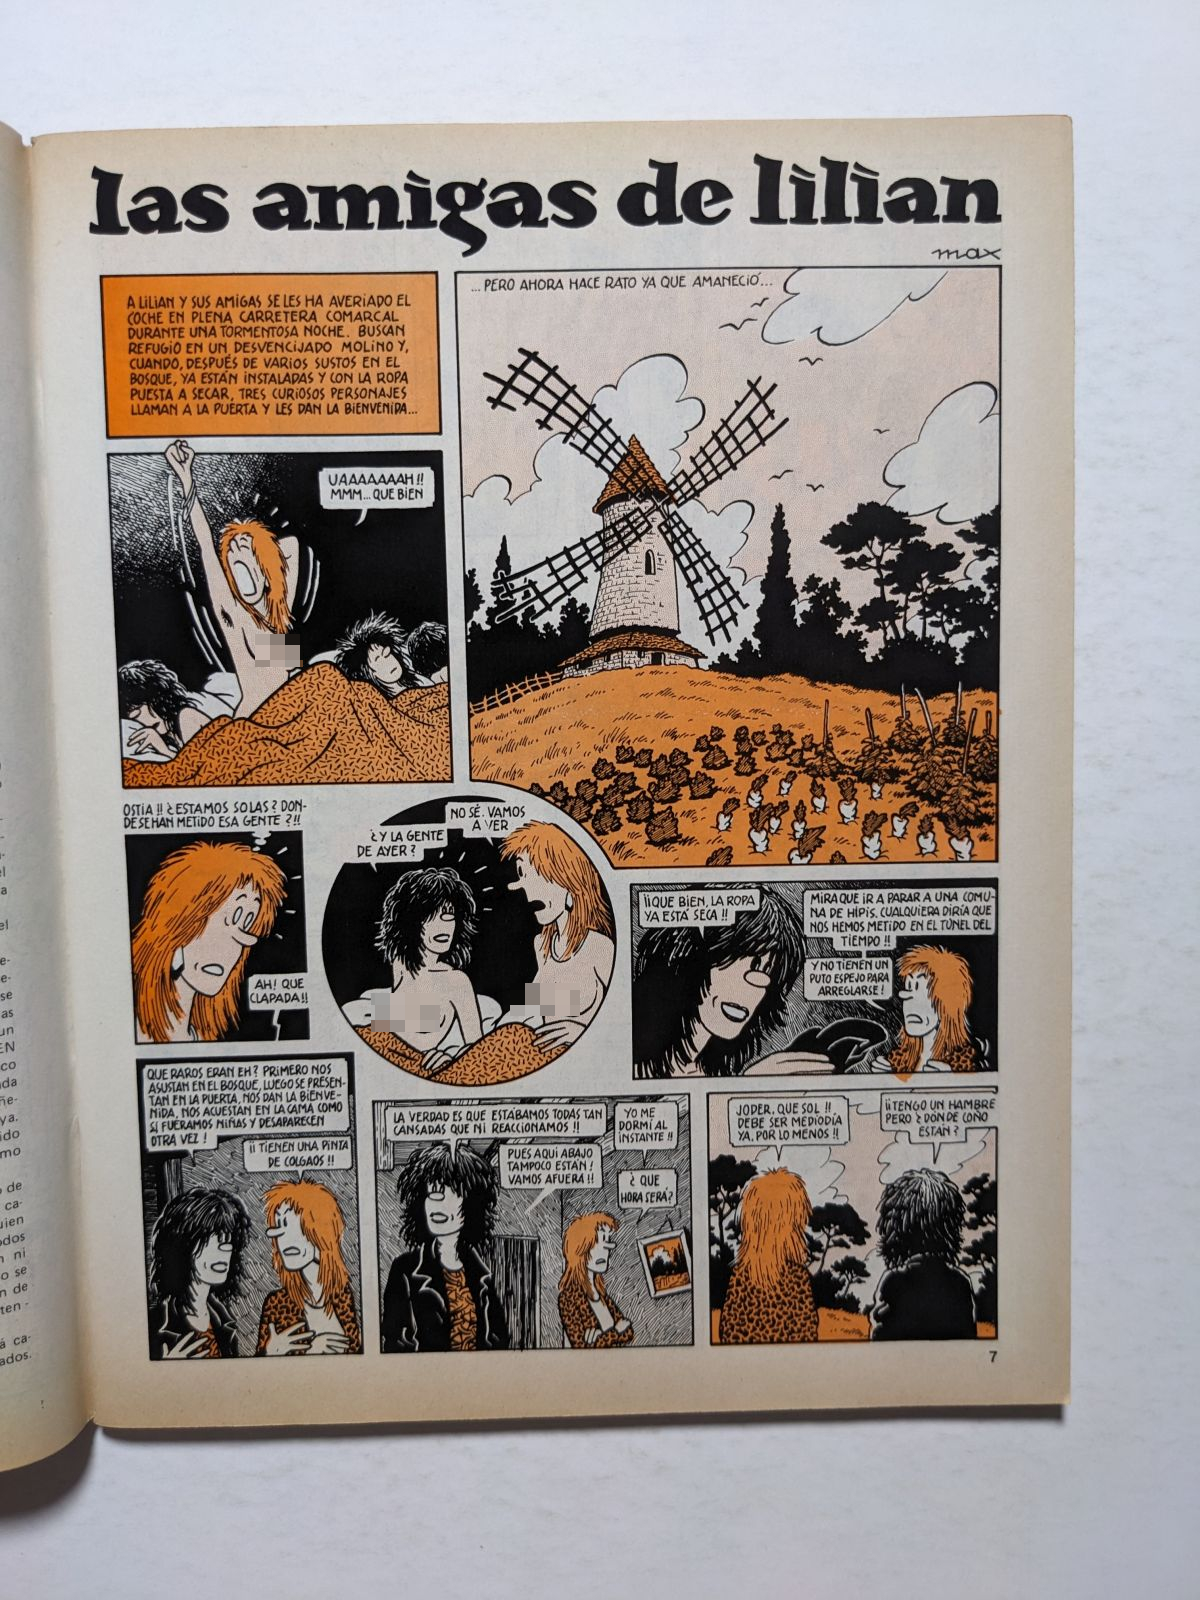 las amigas de lilian
max
A LILIAN Y SUS AMIGAS SE LES HA AVERIADO EL
COCHE EN PLENA CARRETERA COMARCAL
DURANTE UNA TORMENTOSA NOCHE. BUSCAN
REFUGIO EN UN DESVENCIJADO MOLINO Y,
CUANDO, DESPUÉS DE VARIOS SUSTOS EN EL
BOSQUE, YA ESTÁN INSTALADAS Y CON LA ROPA
PUESTA A SECAR, TRES CURIOSOS PERSONAJES
LLAMAN A LA PUERTA Y LES DAN LA BIENVENIDA...
...PERO AHORA HACE RATO YA QUE AMANECIÓ...
UAAAAAAAH!!
MMM... QUE BIEN
OSTIA!! ¿ESTAMOS SOLAS? DON-
DE SE HAN METIDO ESA GENTE?!!
AH! QUE
CLAPADA!!
¿Y LA GENTE
DE AYER?
NO SÉ. VAMOS
A VER
¡¡QUE BIEN, LA ROPA
YA ESTÁ SECA!!
MIRA QUE IR A PARAR A UNA COMU-
NA DE HIPIS. CUALQUIERA DIRÍA QUE
NOS HEMOS METIDO EN EL TÚNEL DEL
TIEMPO!!
Y NO TIENEN UN
PUTO ESPEJO PARA
ARREGLARSE!
QUE RAROS ERAN EH? PRIMERO NOS
ASUSTAN EN EL BOSQUE, LUEGO SE PRESEN-
TAN EN LA PUERTA, NOS DAN LA BIENVE-
NIDA, NOS ACUESTAN EN LA CAMA COMO
SI FUERAMOS NIÑAS Y DESAPARECEN
OTRA VEZ!
¡¡TIENEN UNA PINTA
DE COLGAOS!!
LA VERDAD ES QUE ESTÁBAMOS TODAS TAN
CANSADAS QUE NI REACCIONAMOS!!
YO ME
DORMÍ AL
INSTANTE!!
PUÉS AQUÍ ABAJO
TAMPOCO ESTÁN!
VAMOS AFUERA!!
¿QUE
HORA SERÁ?
JODER, QUE SOL!!
DEBE SER MEDIODÍA
YA, POR LO MENOS!!
¡¡TENGO UN HAMBRE
PERO ¿DÓNDE COÑO
ESTÁN?
7